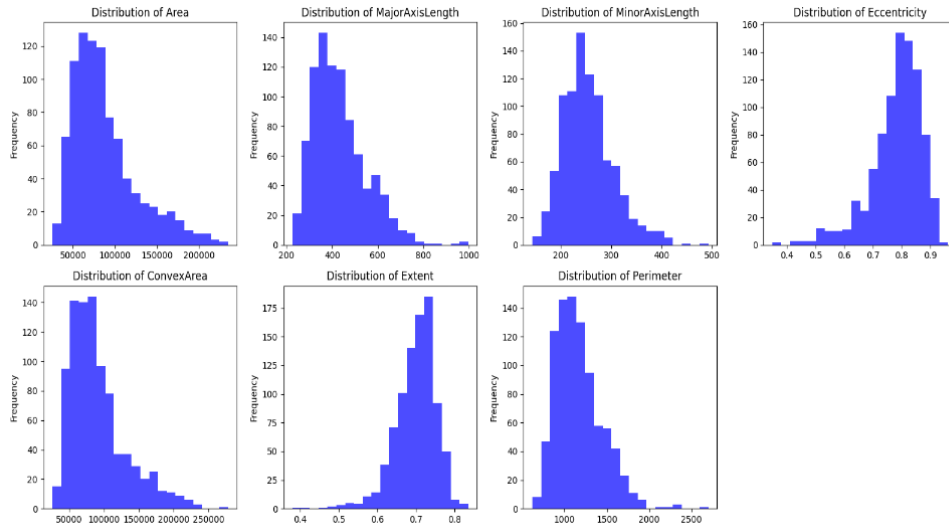 Distribution of Area
Distribution of MajorAxisLength
Distribution of MinorAxisLength
Distribution of Eccentricity
Frequency
120
100
80
60
40
20
0
50000 100000 150000 200000
Frequency
140
120
100
80
60
40
20
0
200 400 600 800 1000
Frequency
160
140
120
100
80
60
40
20
0
200 300 400 500
Frequency
160
140
120
100
80
60
40
20
0
0.4 0.5 0.6 0.7 0.8 0.9
Distribution of ConvexArea
Distribution of Extent
Distribution of Perimeter
Frequency
140
120
100
80
60
40
20
0
50000 100000 150000 200000 250000
Frequency
175
150
125
100
75
50
25
0
0.4 0.5 0.6 0.7 0.8
Frequency
140
120
100
80
60
40
20
0
1000 1500 2000 2500